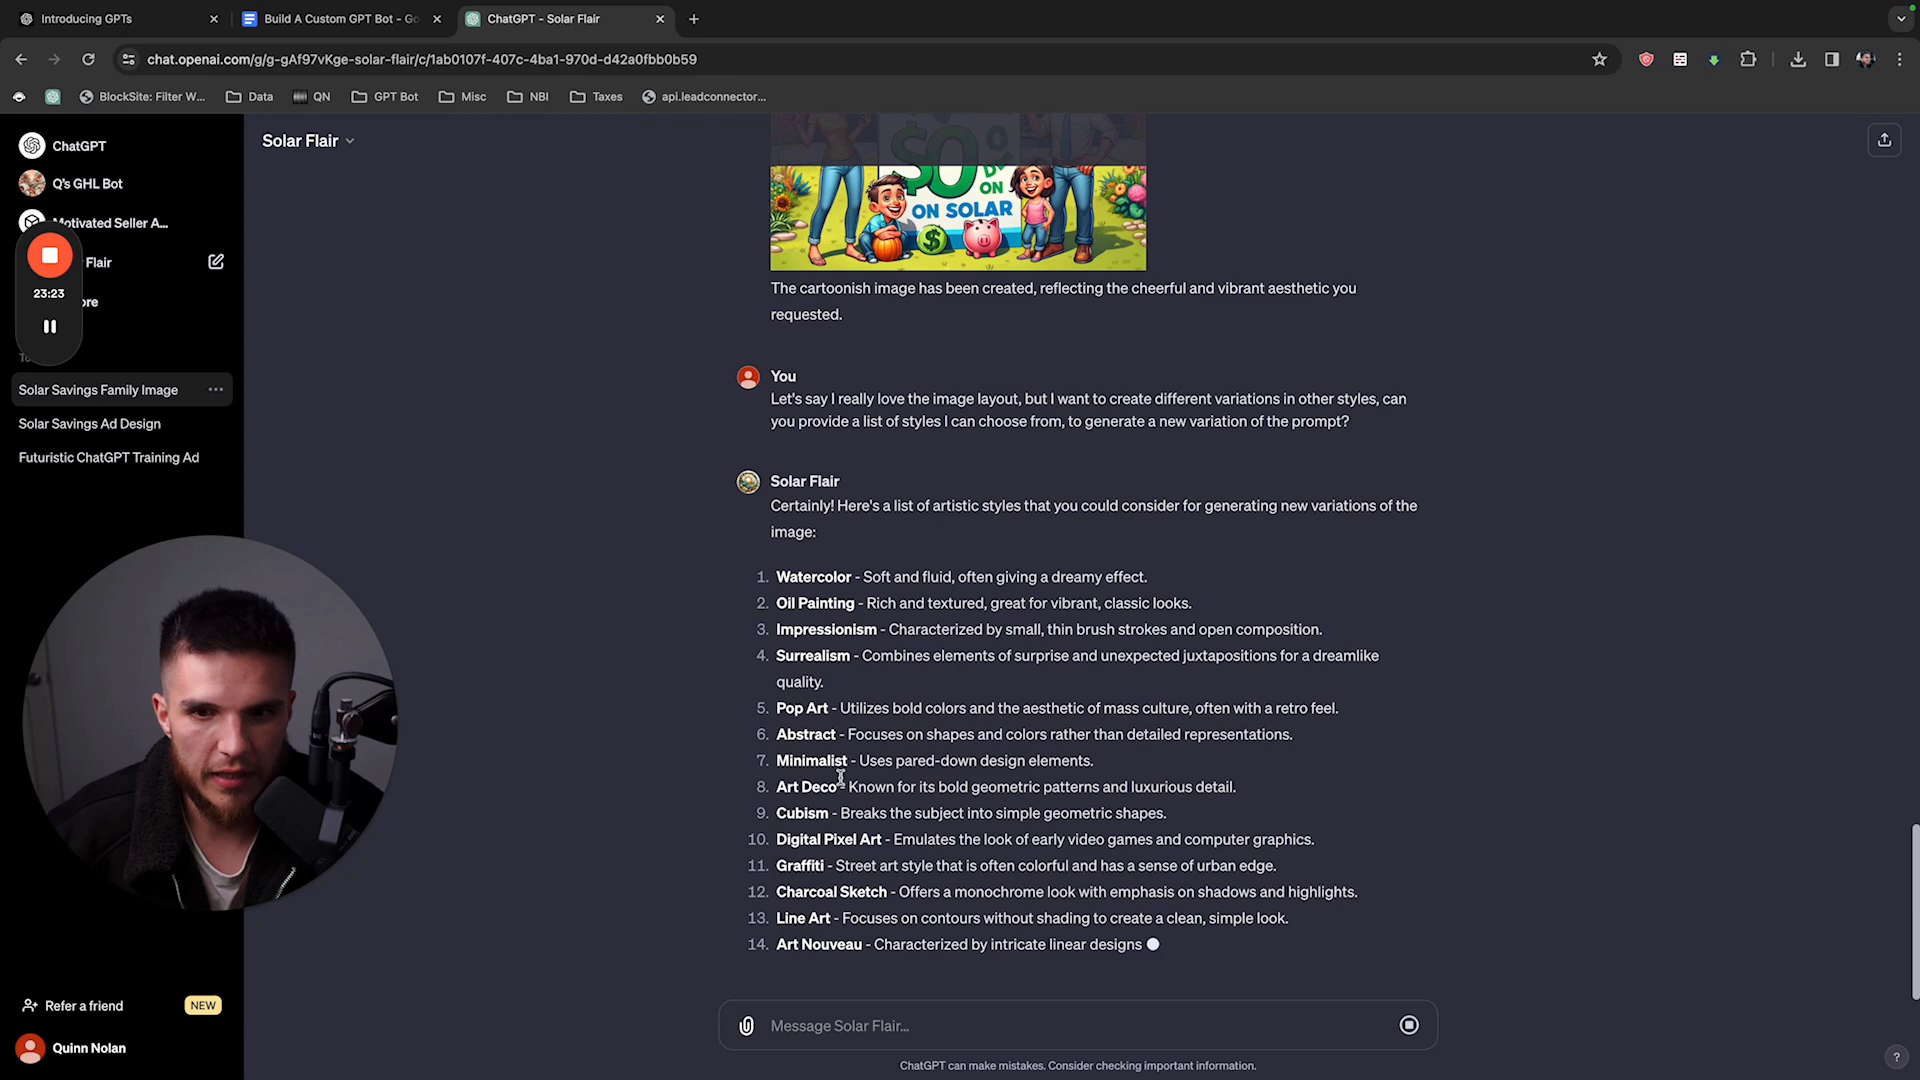 Introducing GPTs
Build A Custom GPT Bot - Go
ChatGPT - Solar Flair
chat.openai.com/g/g-gAf97vKge-solar-flair/c/1ab0107f-407c-4ba1-970d-d42a0fbb0b59
BlockSite: Filter W...
Data
QN
GPT Bot
Misc
NBI
Taxes
api.leadconnector...
ChatGPT
Q's GHL Bot
Motivated Seller A...
Flair
23:23
Solar Savings Family Image
Solar Savings Ad Design
Futuristic ChatGPT Training Ad
Refer a friend
NEW
Quinn Nolan
Solar Flair
$0
ON
ON SOLAR
$
The cartoonish image has been created, reflecting the cheerful and vibrant aesthetic you
requested.
You
Let's say I really love the image layout, but I want to create different variations in other styles, can
you provide a list of styles I can choose from, to generate a new variation of the prompt?
Solar Flair
Certainly! Here's a list of artistic styles that you could consider for generating new variations of the
image:
1. Watercolor - Soft and fluid, often giving a dreamy effect.
2. Oil Painting - Rich and textured, great for vibrant, classic looks.
3. Impressionism - Characterized by small, thin brush strokes and open composition.
4. Surrealism - Combines elements of surprise and unexpected juxtapositions for a dreamlike
quality.
5. Pop Art - Utilizes bold colors and the aesthetic of mass culture, often with a retro feel.
6. Abstract - Focuses on shapes and colors rather than detailed representations.
7. Minimalist - Uses pared-down design elements.
8. Art Deco - Known for its bold geometric patterns and luxurious detail.
9. Cubism - Breaks the subject into simple geometric shapes.
10. Digital Pixel Art - Emulates the look of early video games and computer graphics.
11. Graffiti - Street art style that is often colorful and has a sense of urban edge.
12. Charcoal Sketch - Offers a monochrome look with emphasis on shadows and highlights.
13. Line Art - Focuses on contours without shading to create a clean, simple look.
14. Art Nouveau - Characterized by intricate linear designs
Message Solar Flair...
ChatGPT can make mistakes. Consider checking important information.
?